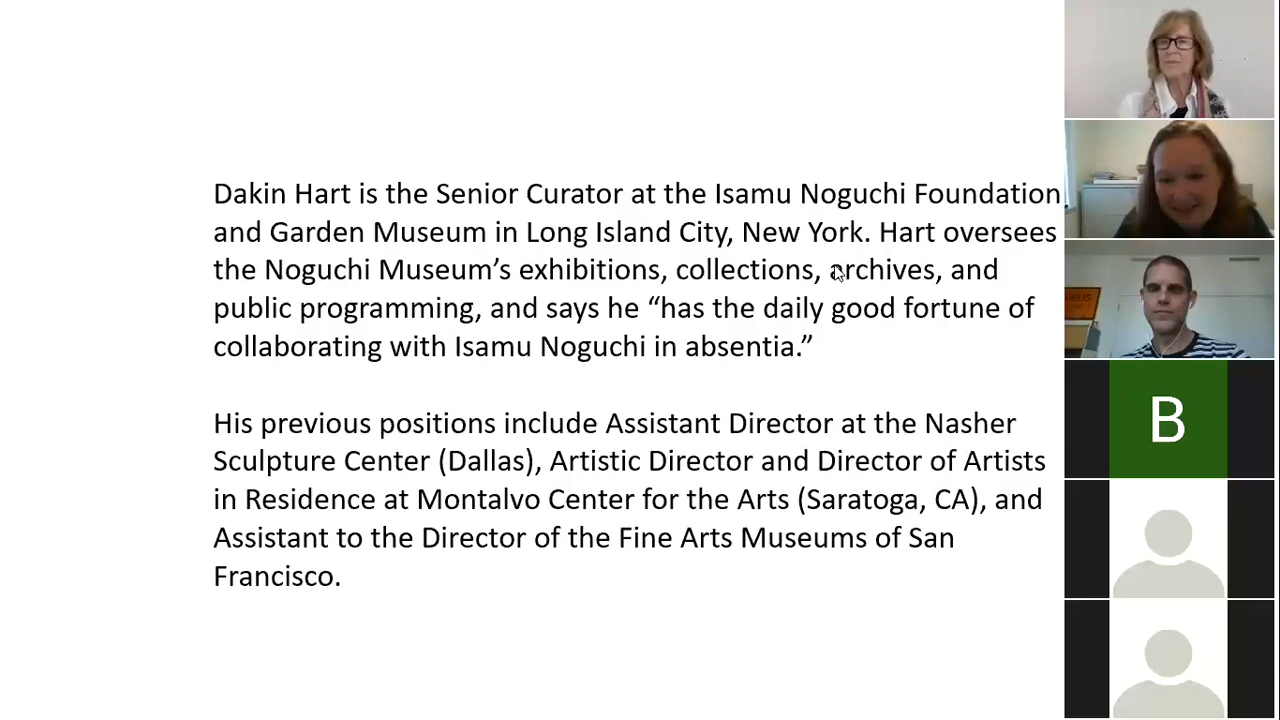 Dakin Hart is the Senior Curator at the Isamu Noguchi Foundation
and Garden Museum in Long Island City, New York. Hart oversees
the Noguchi Museum’s exhibitions, collections, archives, and
public programming, and says he “has the daily good fortune of
collaborating with Isamu Noguchi in absentia.”
His previous positions include Assistant Director at the Nasher
Sculpture Center (Dallas), Artistic Director and Director of Artists
in Residence at Montalvo Center for the Arts (Saratoga, CA), and
Assistant to the Director of the Fine Arts Museums of San
Francisco.
B